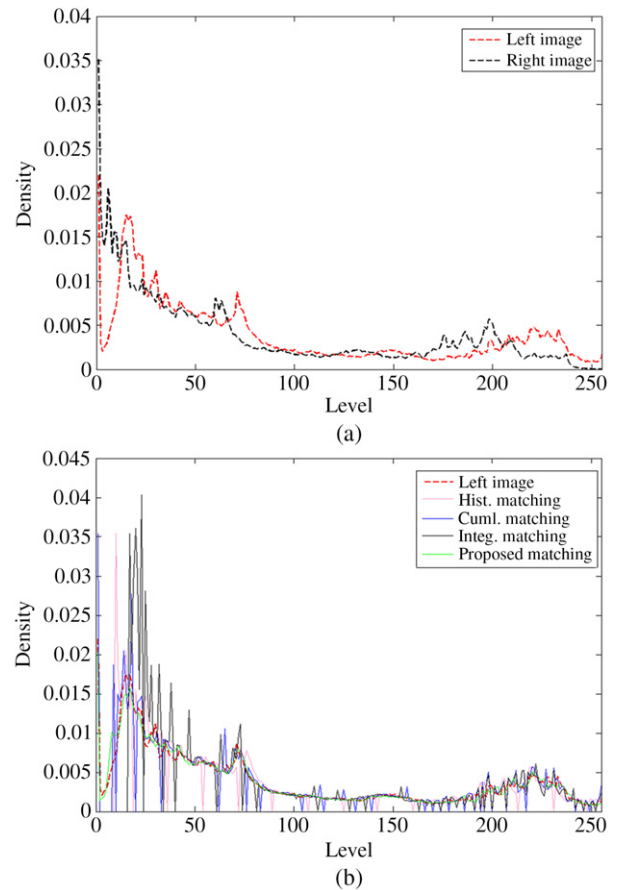 0.04
0.035
0.03
0.025
0.02
0.015
0.01
0.005
0
Density
Left image
Right image
0 50 100 150 200 250
Level
(a)
0.045
0.04
0.035
0.03
0.025
0.02
0.015
0.01
0.005
0
Density
Left image
Hist. matching
Cuml. matching
Integ. matching
Proposed matching
0 50 100 150 200 250
Level
(b)